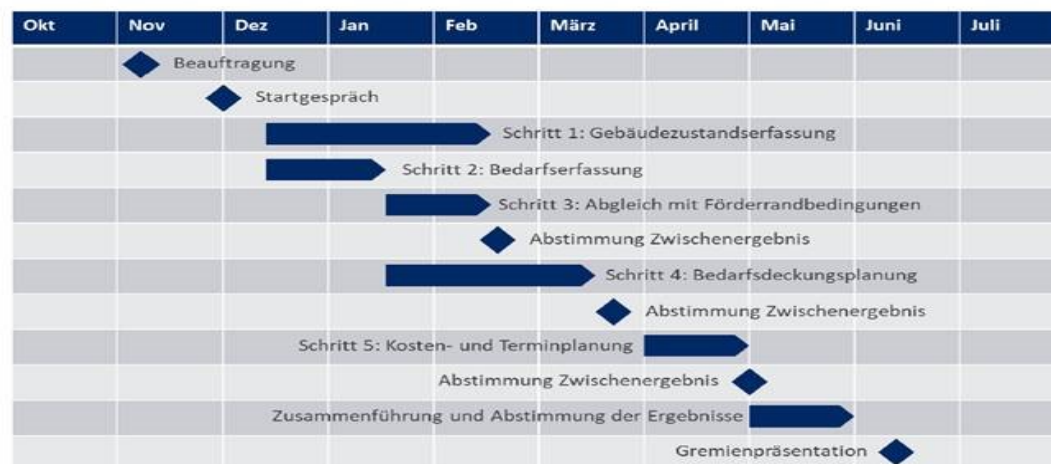 Okt Nov Dez Jan Feb März April Mai Juni Juli
Beauftragung
Startgespräch
Schritt 1: Gebäudezustandserfassung
Schritt 2: Bedarfserfassung
Schritt 3: Abgleich mit Förderrandbedingungen
Abstimmung Zwischenergebnis
Schritt 4: Bedarfsdeckungsplanung
Abstimmung Zwischenergebnis
Schritt 5: Kosten- und Terminplanung
Abstimmung Zwischenergebnis
Zusammenführung und Abstimmung der Ergebnisse
Gremienpräsentation